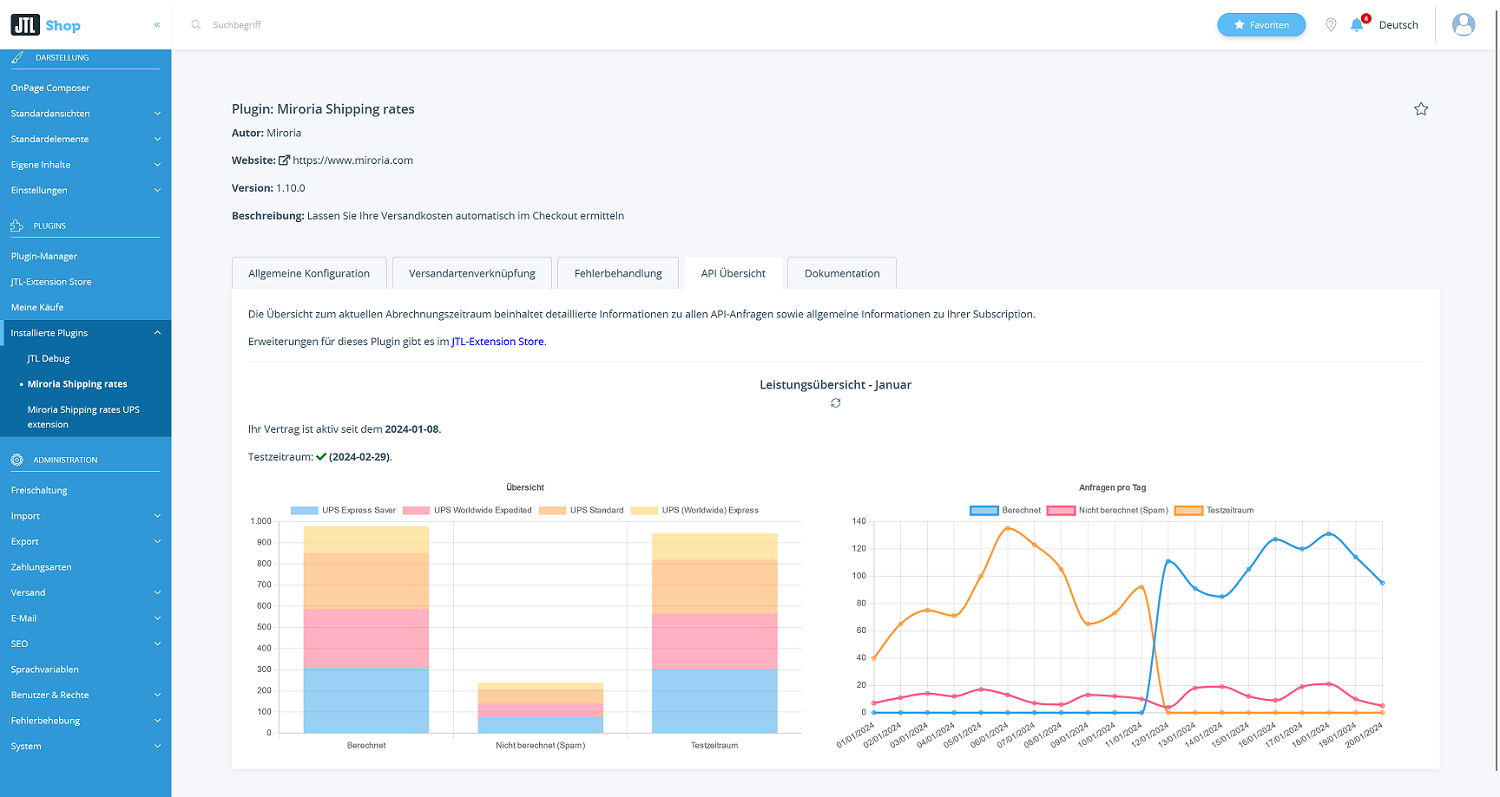 JTL Shop
«
Suchbegriff
Favoriten
6
Deutsch
DARSTELLUNG
OnPage Composer
Standardansichten
Standardelemente
Eigene Inhalte
Einstellungen
PLUGINS
Plugin-Manager
JTL-Extension Store
Meine Käufe
Installierte Plugins
JTL Debug
• Miroria Shipping rates
Miroria Shipping rates UPS
extension
ADMINISTRATION
Freischaltung
Import
Export
Zahlungsarten
Versand
E-Mail
SEO
Sprachvariablen
Benutzer & Rechte
Fehlerbehebung
System
Plugin: Miroria Shipping rates
Autor: Miroria
Website: https://www.miroria.com
Version: 1.10.0
Beschreibung: Lassen Sie Ihre Versandkosten automatisch im Checkout ermitteln
Allgemeine Konfiguration
Versandartenverknüpfung
Fehlerbehandlung
API Übersicht
Dokumentation
Die Übersicht zum aktuellen Abrechnungszeitraum beinhaltet detaillierte Informationen zu allen API-Anfragen sowie allgemeine Informationen zu Ihrer Subscription.
Erweiterungen für dieses Plugin gibt es im JTL-Extension Store.
Leistungsübersicht - Januar
Ihr Vertrag ist aktiv seit dem 2024-01-08.
Testzeitraum: ✔ (2024-02-29).
Übersicht
UPS Express Saver
UPS Worldwide Expedited
UPS Standard
UPS (Worldwide) Express
1.000
900
800
700
600
500
400
300
200
100
0
Berechnet
Nicht berechnet (Spam)
Testzeitraum
Anfragen pro Tag
Berechnet
Nicht berechnet (Spam)
Testzeitraum
140
120
100
80
60
40
20
0
01/01/2024
02/01/2024
03/01/2024
04/01/2024
05/01/2024
06/01/2024
07/01/2024
08/01/2024
09/01/2024
10/01/2024
11/01/2024
12/01/2024
13/01/2024
14/01/2024
15/01/2024
16/01/2024
17/01/2024
18/01/2024
19/01/2024
20/01/2024